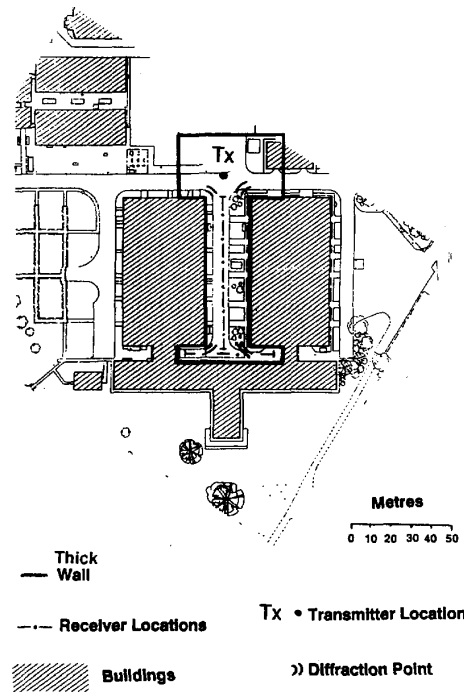 Tx
Metres
0 10 20 30 40 50
Thick
Wall
Receiver Locations
Tx • Transmitter Location
Buildings
Diffraction Point